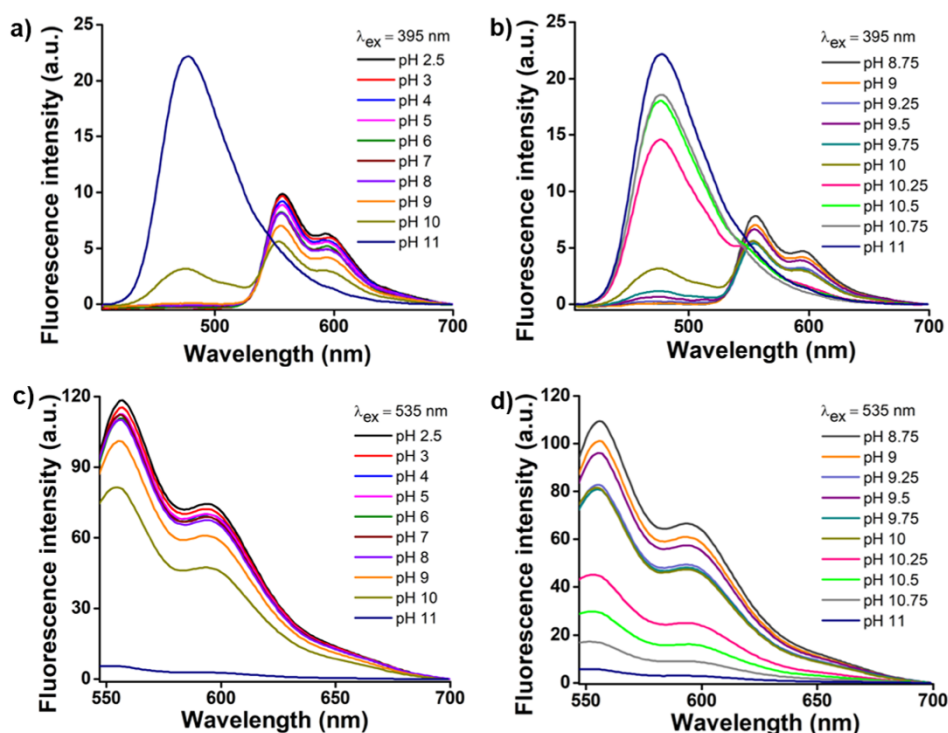 a)
Fluorescence intensity (a.u.)
25
20
15
10
5
0
500
600
700
Wavelength (nm)
λex = 395 nm
pH 2.5
pH 3
pH 4
pH 5
pH 6
pH 7
pH 8
pH 9
pH 10
pH 11
b)
Fluorescence intensity (a.u.)
25
20
15
10
5
0
500
600
700
Wavelength (nm)
λex = 395 nm
pH 8.75
pH 9
pH 9.25
pH 9.5
pH 9.75
pH 10
pH 10.25
pH 10.5
pH 10.75
pH 11
c)
Fluorescence intensity (a.u.)
120
90
60
30
0
550
600
650
700
Wavelength (nm)
λex = 535 nm
pH 2.5
pH 3
pH 4
pH 5
pH 6
pH 7
pH 8
pH 9
pH 10
pH 11
d)
Fluorescence intensity (a.u.)
120
100
80
60
40
20
0
550
600
650
700
Wavelength (nm)
λex = 535 nm
pH 8.75
pH 9
pH 9.25
pH 9.5
pH 9.75
pH 10
pH 10.25
pH 10.5
pH 10.75
pH 11